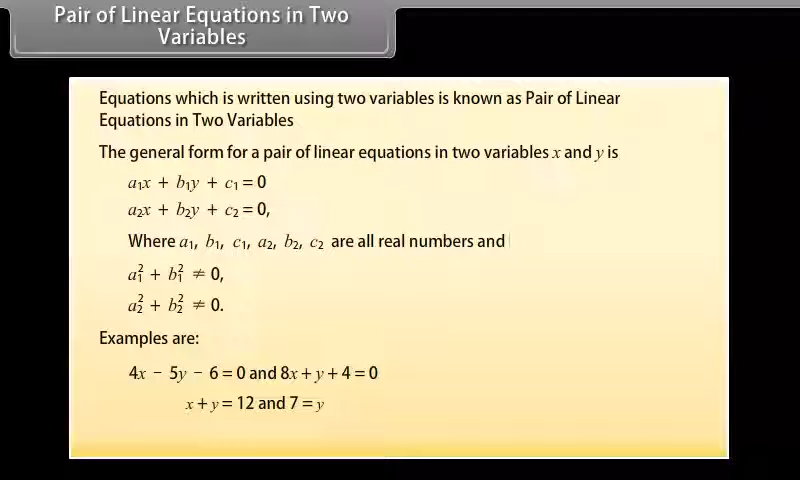 Pair of Linear Equations in Two
Variables
Equations which is written using two variables is known as Pair of Linear
Equations in Two Variables
The general form for a pair of linear equations in two variables x and y is
a₁x + b₁y + c₁ = 0
a₂x + b₂y + c₂ = 0,
Where a₁, b₁, c₁, a₂, b₂, c₂ are all real numbers and
a₁² + b₁² ≠ 0,
a₂² + b₂² ≠ 0.
Examples are:
4x − 5y − 6 = 0 and 8x + y + 4 = 0
x + y = 12 and 7 = y